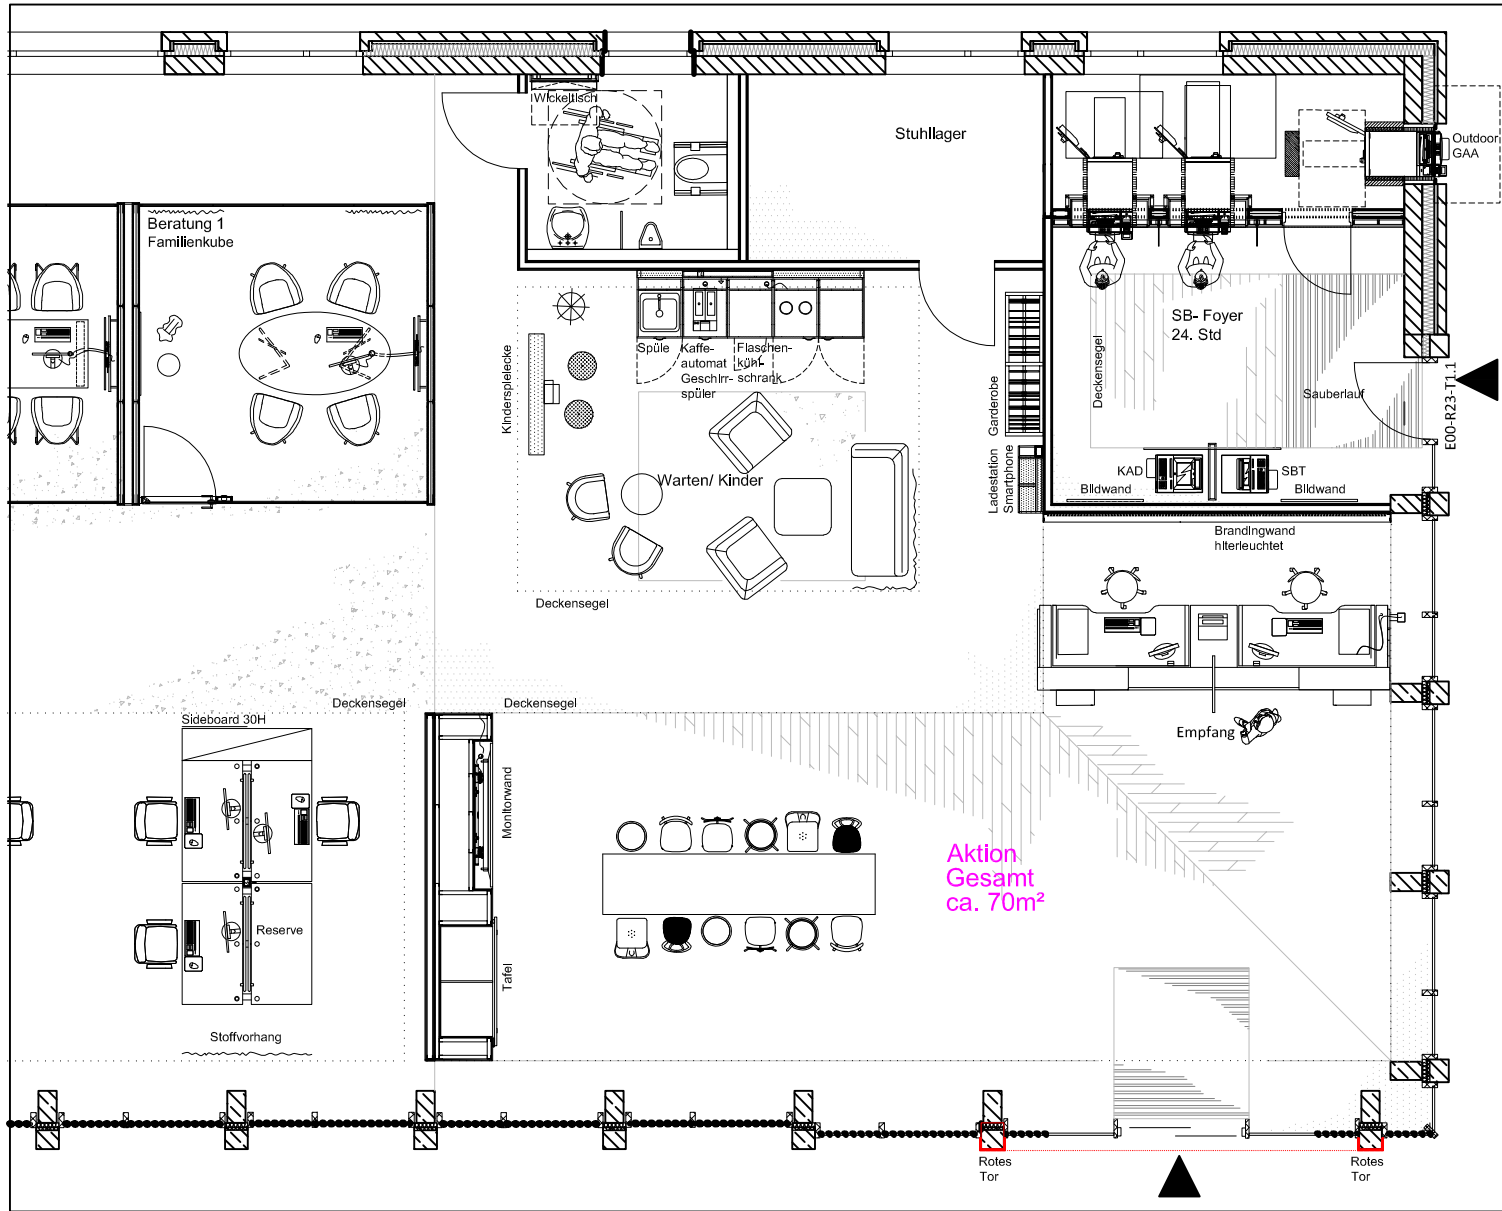 Wickeltisch
Stuhllager
Outdoor
GAA
Beratung 1
Familienkube
SB- Foyer
24. Std
Deckensegel
Sauberlauf
E00-R23-T1.1
Spüle
Kaffe-
automat
Geschirr-
spüler
Flaschen-
kühl-
schrank
Kinderspielecke
Garderobe
Ladestation
Smartphone
Warten/ Kinder
KAD
SBT
Bildwand
Bildwand
Brandingwand
hiterleuchtet
Deckensegel
Deckensegel
Deckensegel
Sideboard 30H
Empfang
Monitorwand
Aktion
Gesamt
ca. 70m²
Reserve
Tafel
Stoffvorhang
Rotes
Tor
Rotes
Tor